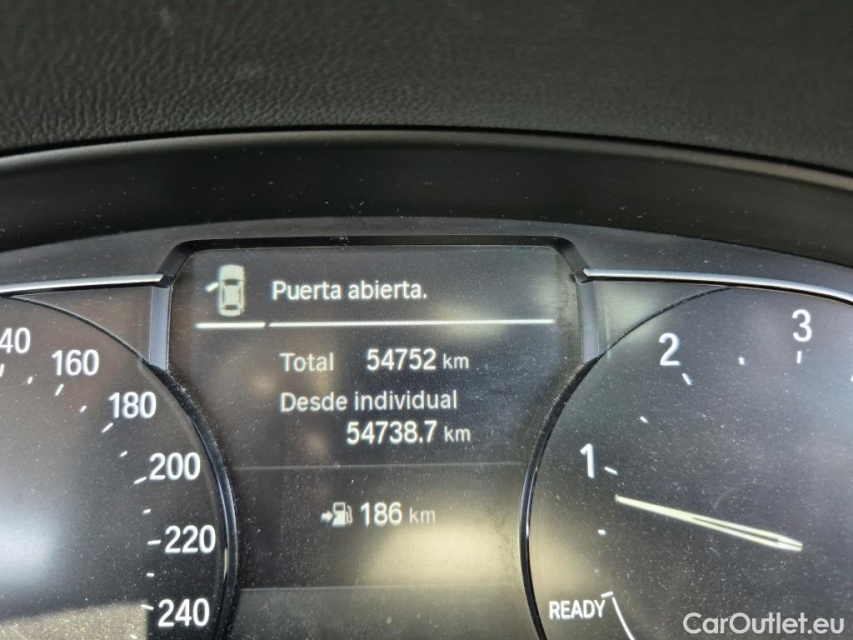 Puerta abierta.
Total 54752 km
Desde individual
54738.7 km
186 km
40
160
180
200
220
240
1
2
3
READY
CarOutlet.eu